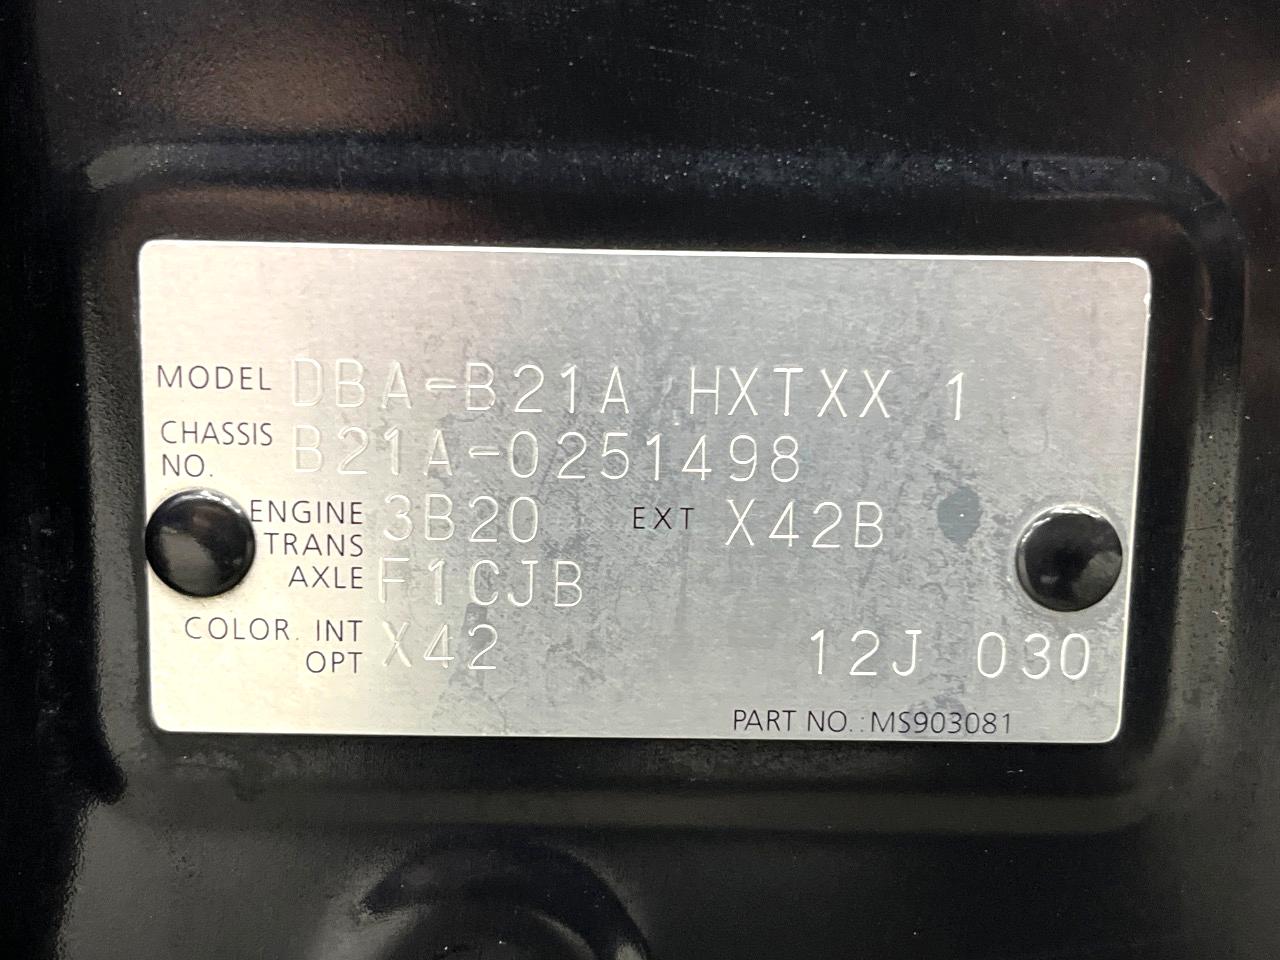 MODEL DBA-B21A HXTXX 1
CHASSIS NO. B21A-0251498
ENGINE 3B20 EXT X42B
TRANS AXLE F1CJB
COLOR. INT OPT X42 12J 030
PART NO.:MS903081